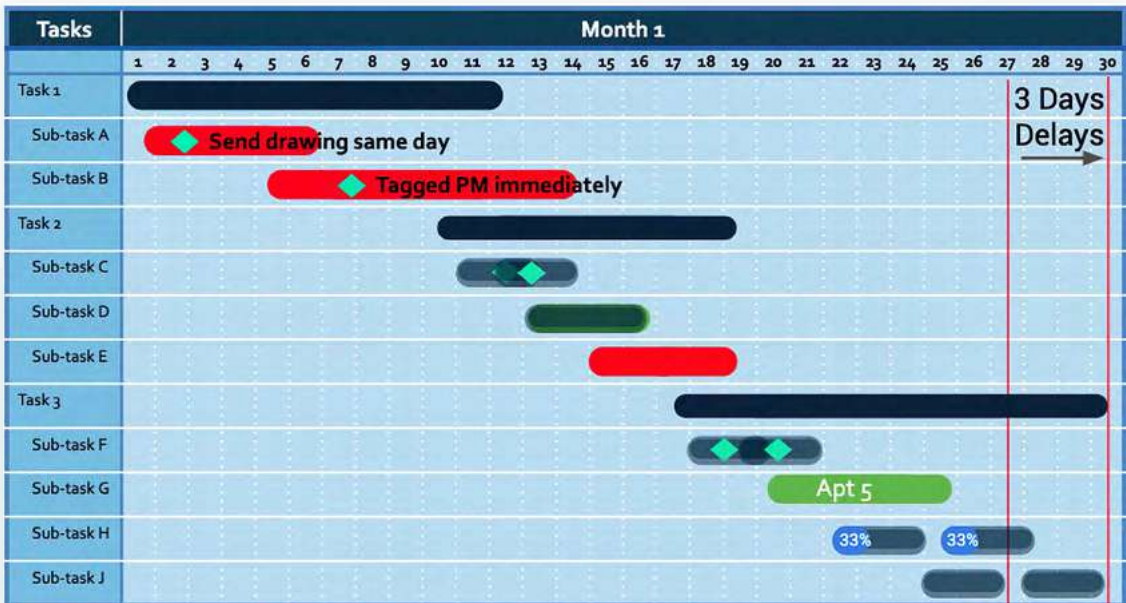 Tasks Month 1
1 2 3 4 5 6 7 8 9 10 11 12 13 14 15 16 17 18 19 20 21 22 23 24 25 26 27 28 29 30
Task 1
3 Days
Delays
Sub-task A Send drawing same day
Sub-task B Tagged PM immediately
Task 2
Sub-task C
Sub-task D
Sub-task E
Task 3
Sub-task F
Sub-task G Apt 5
Sub-task H 33% 33%
Sub-task J